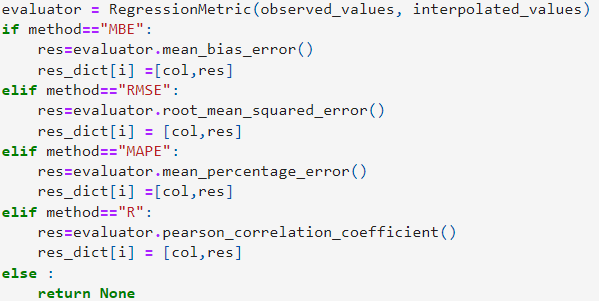 evaluator = RegressionMetric(observed_values, interpolated_values)
if method=="MBE":
    res=evaluator.mean_bias_error()
    res_dict[i] =[col,res]
elif method=="RMSE":
    res=evaluator.root_mean_squared_error()
    res_dict[i] = [col,res]
elif method=="MAPE":
    res=evaluator.mean_percentage_error()
    res_dict[i] =[col,res]
elif method=="R":
    res=evaluator.pearson_correlation_coefficient()
    res_dict[i] = [col,res]
else :
    return None